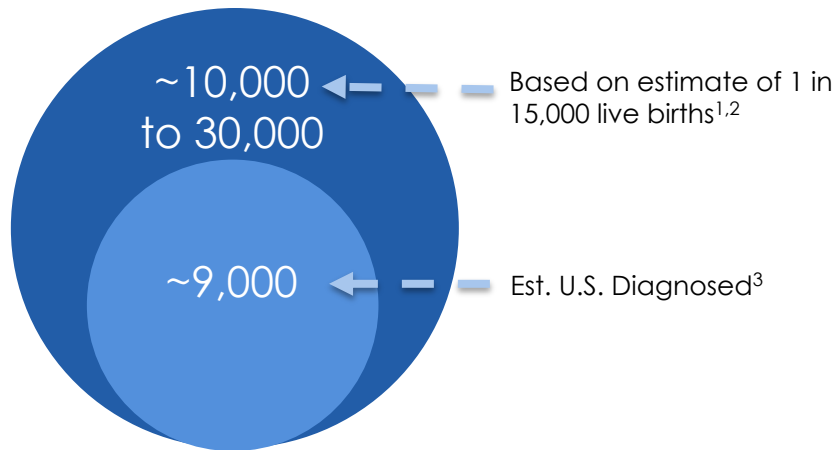 ~10,000
to 30,000
Based on estimate of 1 in
15,000 live births1,2
~9,000
Est. U.S. Diagnosed3